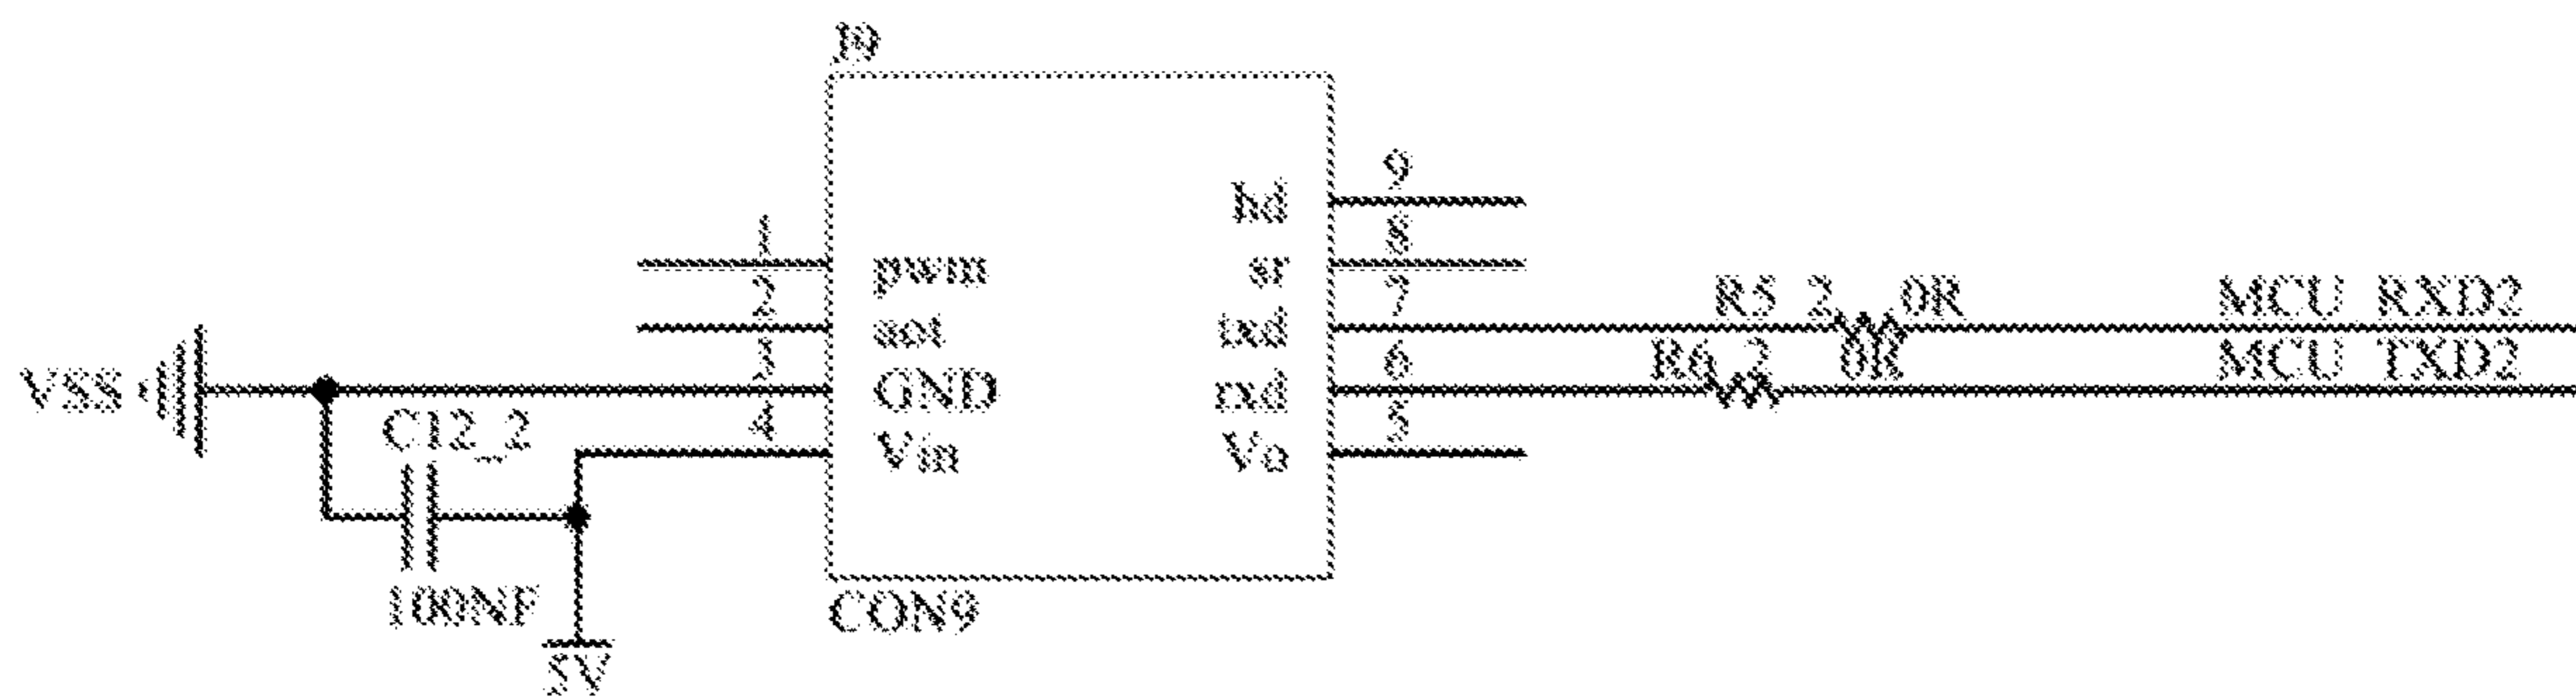 J9
9
hd
1
8
pwm
sr
2
7
R5_2 0R
MCU_RXD2
aot
txd
3
6
R6_2 0R
MCU_TXD2
VSS
GND
rxd
C12_2
4
5
Vin
Vo
100NF
CON9
5V